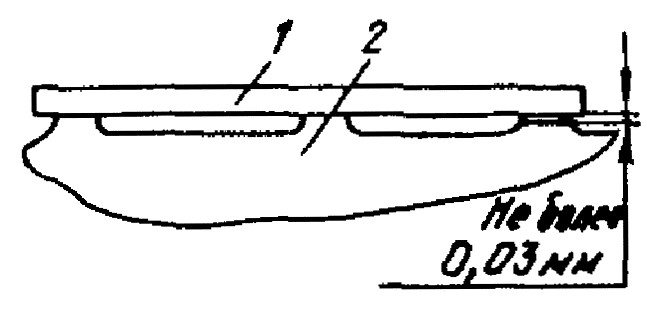 1 2
Не более
0,03 мм